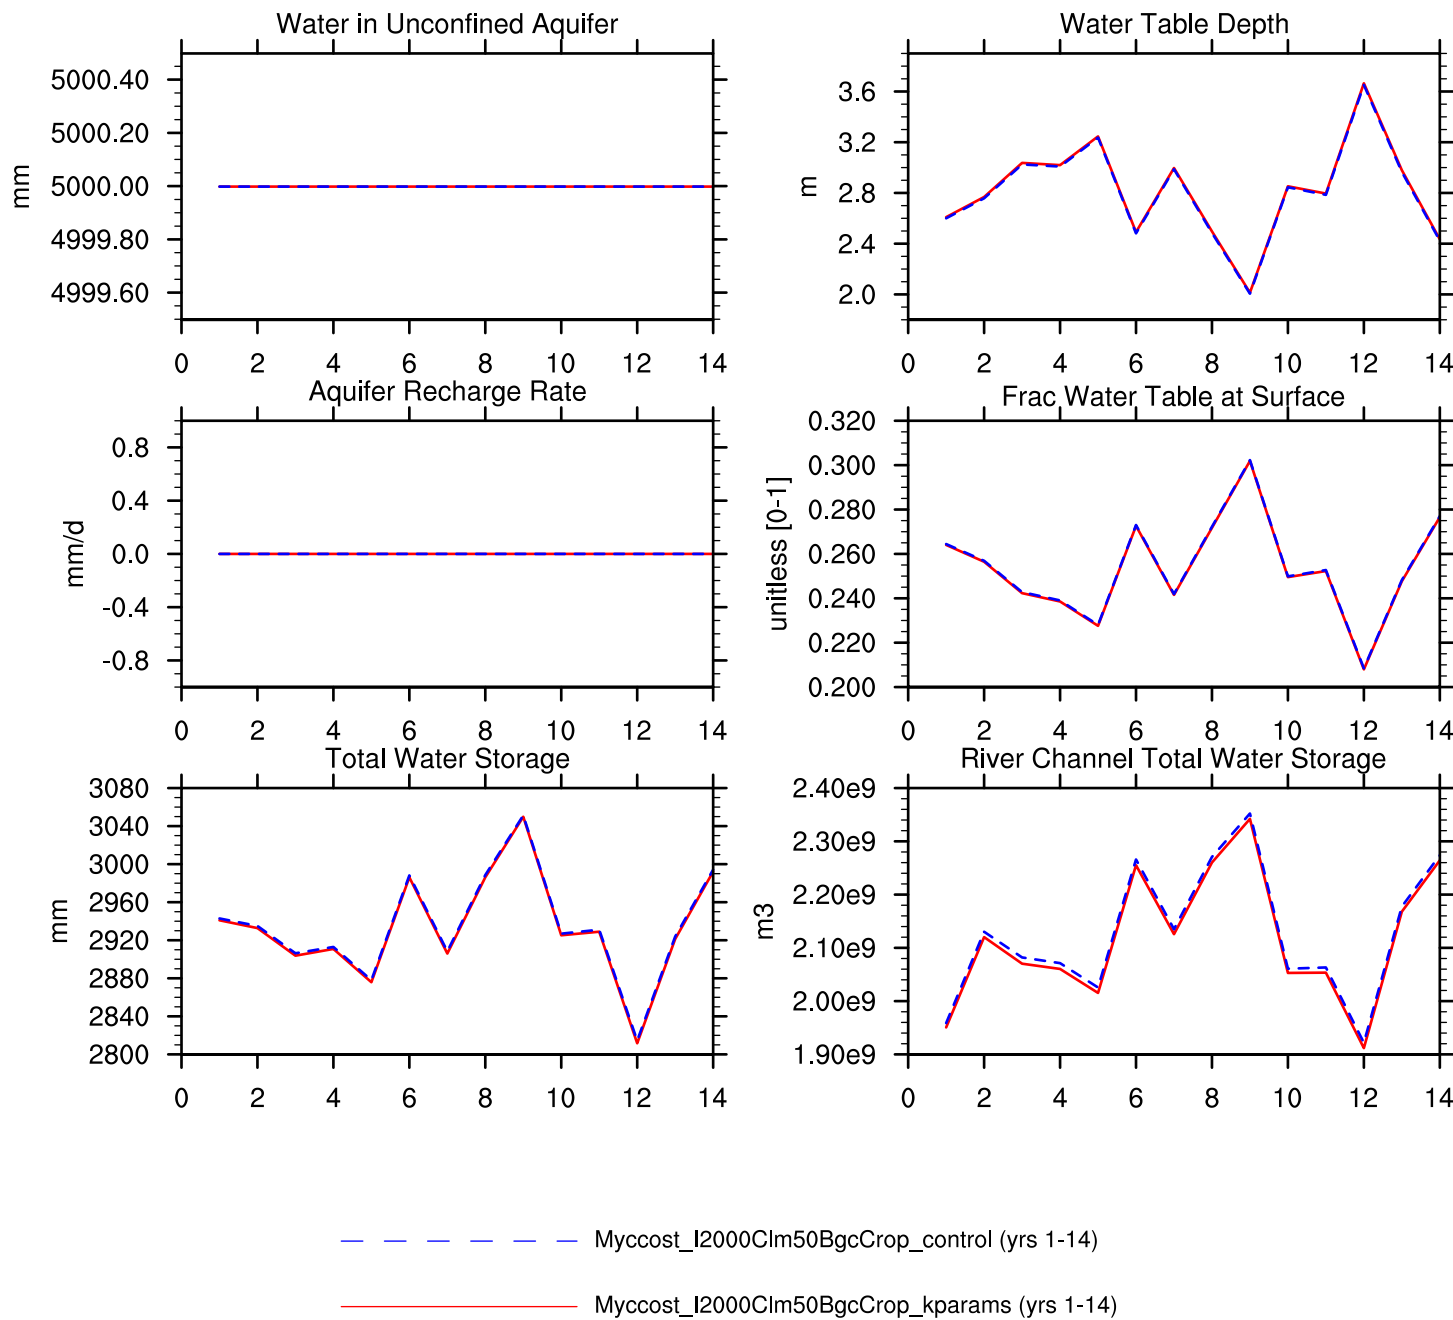 Water in Unconfined Aquifer
mm
5000.40
5000.20
5000.00
4999.80
4999.60
0 2 4 6 8 10 12 14
Water Table Depth
m
3.6
3.2
2.8
2.4
2.0
0 2 4 6 8 10 12 14
Aquifer Recharge Rate
mm/d
0.8
0.4
0.0
-0.4
-0.8
0 2 4 6 8 10 12 14
Frac Water Table at Surface
unitless [0-1]
0.320
0.300
0.280
0.260
0.240
0.220
0.200
0 2 4 6 8 10 12 14
Total Water Storage
mm
3080
3040
3000
2960
2920
2880
2840
2800
0 2 4 6 8 10 12 14
River Channel Total Water Storage
m3
2.40e9
2.30e9
2.20e9
2.10e9
2.00e9
1.90e9
0 2 4 6 8 10 12 14
Myccost_I2000Clm50BgcCrop_control (yrs 1-14)
Myccost_I2000Clm50BgcCrop_kparams (yrs 1-14)